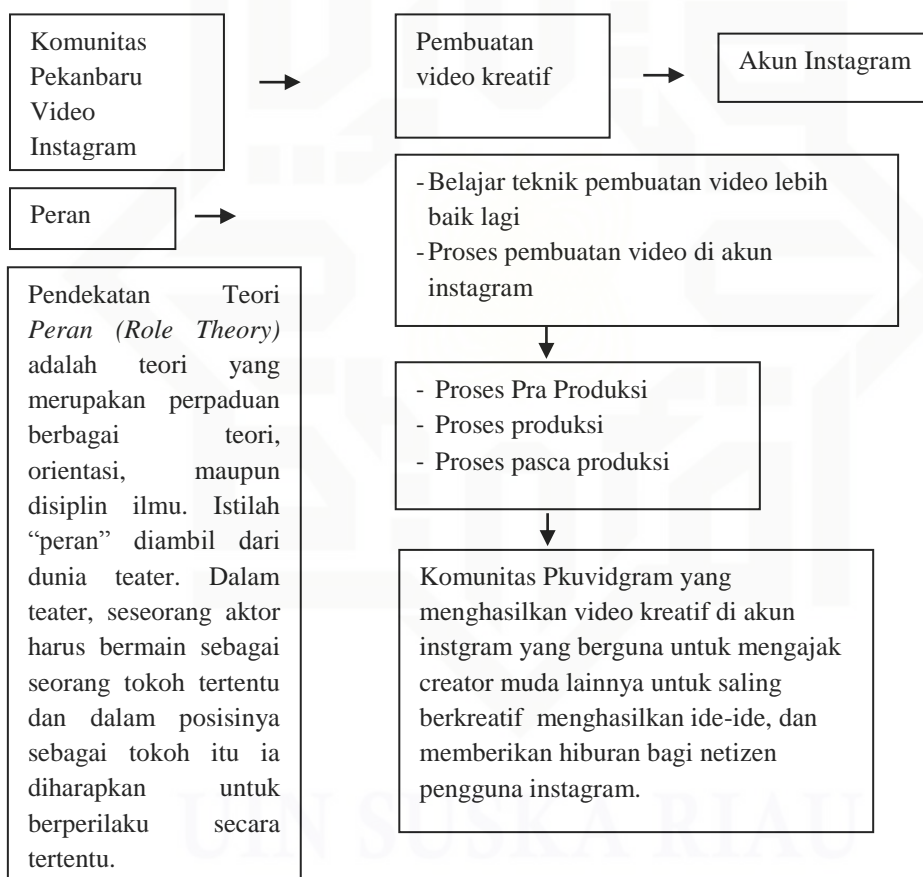 Komunitas
Pekanbaru
Video
Instagram
Pembuatan
video kreatif
Akun Instagram
Peran
- Belajar teknik pembuatan video lebih
baik lagi
- Proses pembuatan video di akun
instagram
Pendekatan Teori
Peran (Role Theory)
adalah teori yang
merupakan perpaduan
berbagai teori,
orientasi, maupun
disiplin ilmu. Istilah
“peran” diambil dari
dunia teater. Dalam
teater, seseorang aktor
harus bermain sebagai
seorang tokoh tertentu
dan dalam posisinya
sebagai tokoh itu ia
diharapkan untuk
berperilaku secara
tertentu.
- Proses Pra Produksi
- Proses produksi
- Proses pasca produksi
Komunitas Pkuvidgram yang
menghasilkan video kreatif di akun
instgram yang berguna untuk mengajak
creator muda lainnya untuk saling
berkreatif menghasilkan ide-ide, dan
memberikan hiburan bagi netizen
pengguna instagram.
UIN SUSKA RIAU